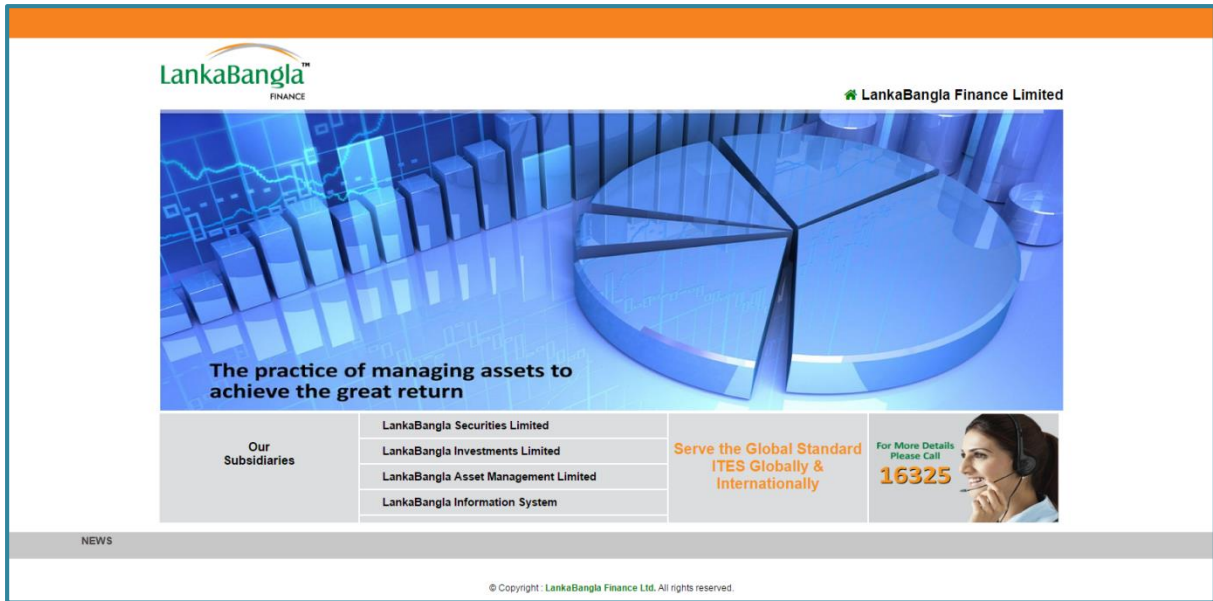 LankaBangla™
FINANCE
LankaBangla Finance Limited
The practice of managing assets to
achieve the great return
Our
Subsidiaries
LankaBangla Securities Limited
LankaBangla Investments Limited
LankaBangla Asset Management Limited
LankaBangla Information System
Serve the Global Standard
ITES Globally &
Internationally
For More Details
Please Call
16325
NEWS
© Copyright : LankaBangla Finance Ltd. All rights reserved.